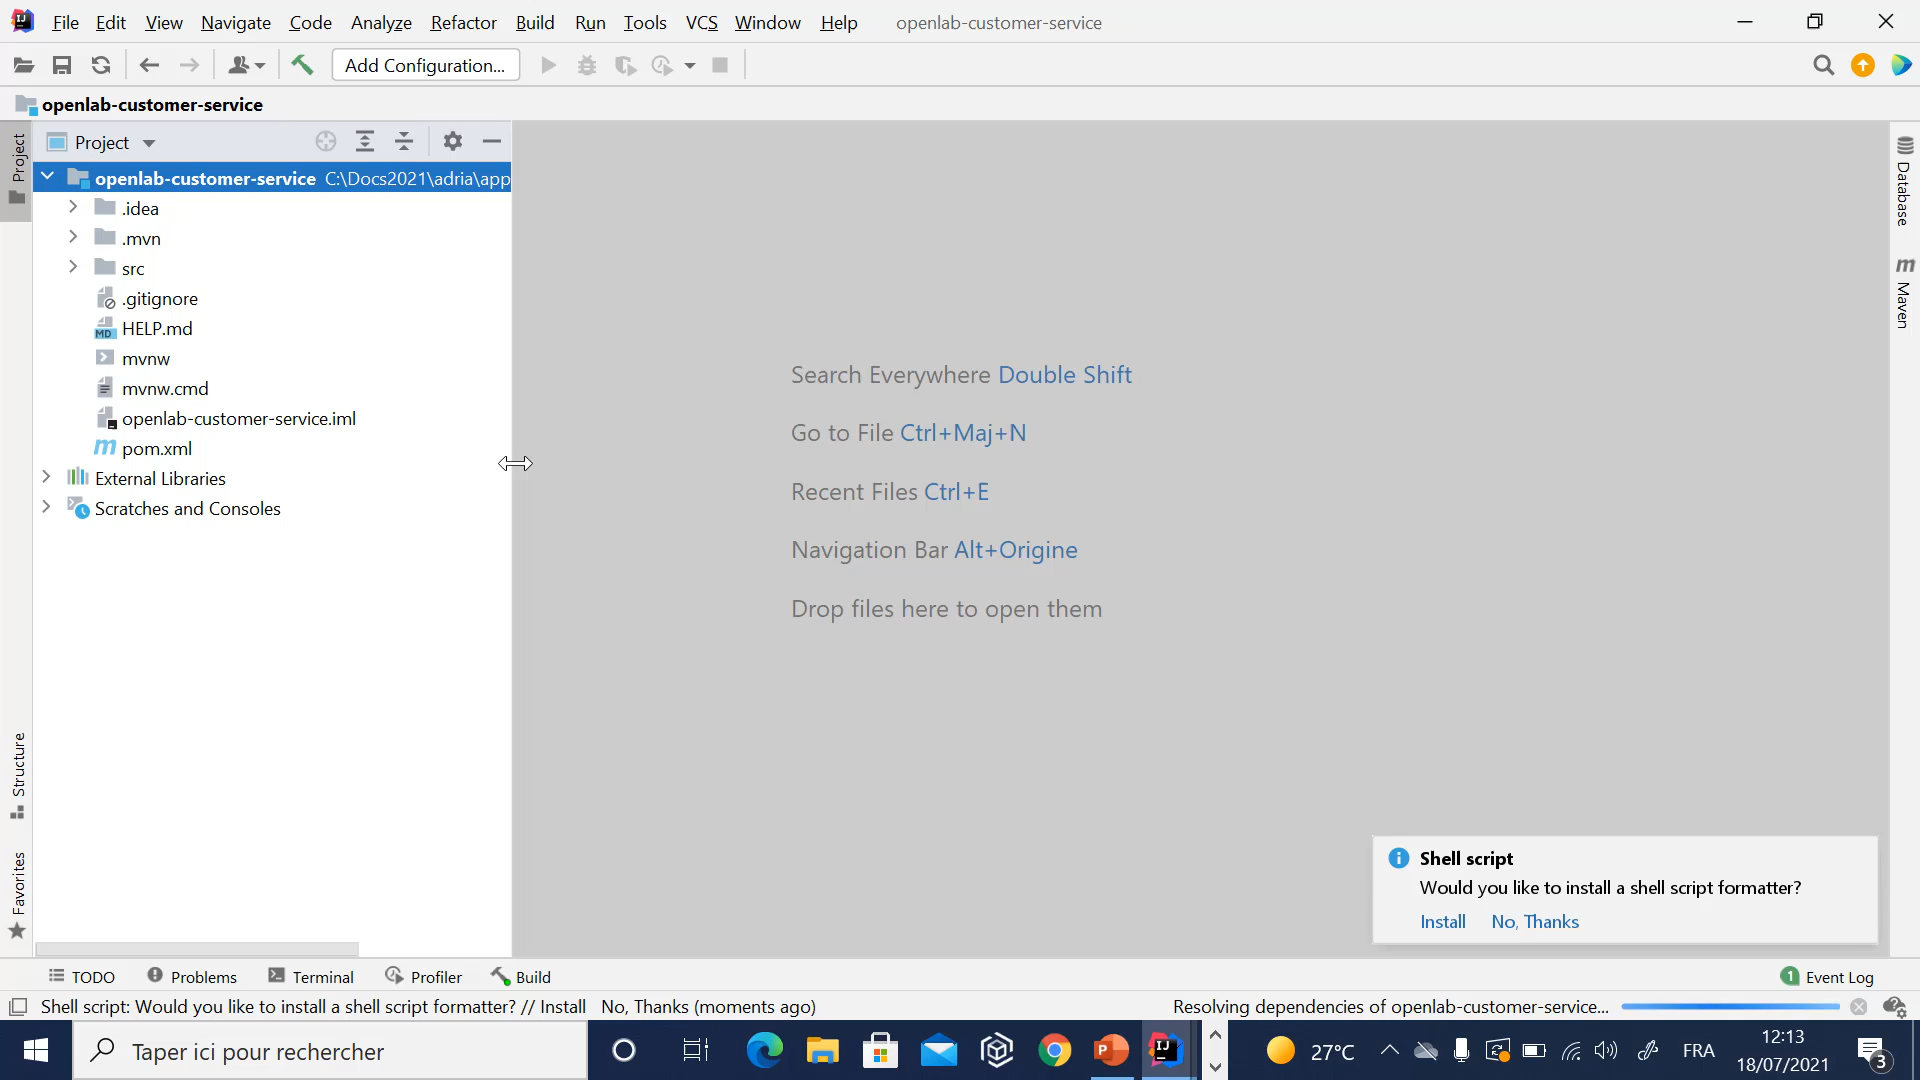 File Edit View Navigate Code Analyze Refactor Build Run Tools VCS Window Help openlab-customer-service
Add Configuration...
openlab-customer-service
Project
Project
openlab-customer-service C:\Docs2021\adria\app
.idea
.mvn
src
.gitignore
HELP.md
mvnw
mvnw.cmd
openlab-customer-service.iml
pom.xml
External Libraries
Scratches and Consoles
Structure
Favorites
Search Everywhere Double Shift
Go to File Ctrl+Maj+N
Recent Files Ctrl+E
Navigation Bar Alt+Origine
Drop files here to open them
Database
Maven
Shell script
Would you like to install a shell script formatter?
Install No, Thanks
TODO Problems Terminal Profiler Build 1 Event Log
Shell script: Would you like to install a shell script formatter? // Install No, Thanks (moments ago) Resolving dependencies of openlab-customer-service...
Taper ici pour rechercher 27°C FRA 12:13
18/07/2021 3